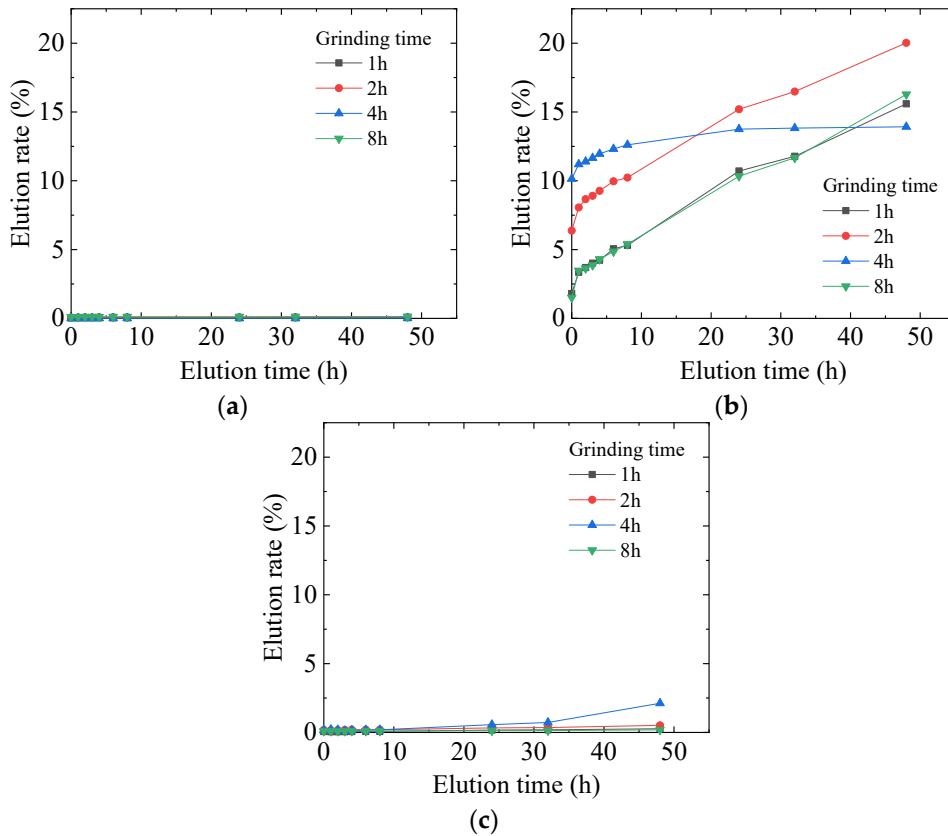 Grinding time
1h
2h
4h
8h
20
15
10
5
0
Elution rate (%)
0 10 20 30 40 50
Elution time (h)
(a)
Grinding time
1h
2h
4h
8h
20
15
10
5
0
Elution rate (%)
0 10 20 30 40 50
Elution time (h)
(b)
Grinding time
1h
2h
4h
8h
20
15
10
5
0
Elution rate (%)
0 10 20 30 40 50
Elution time (h)
(c)